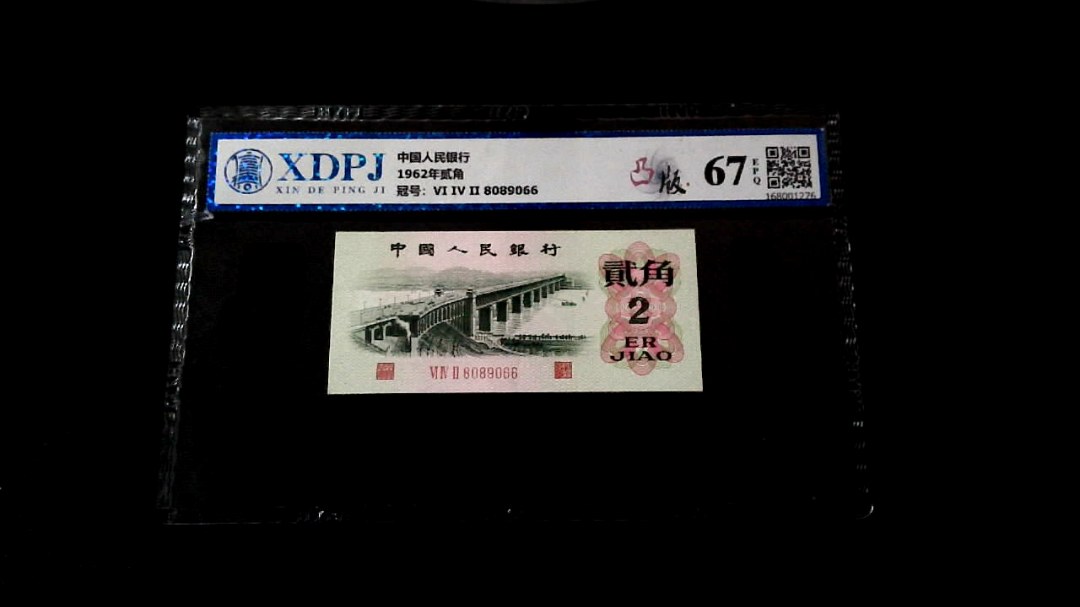 XDPJ
XIN DE PING JI
中国人民银行
1962年贰角
冠号: VI IV II 8089066
凸版
67
EPQ
168001276
中國人民銀行
貳角
2
ER
JIAO
VI IV II 8089066